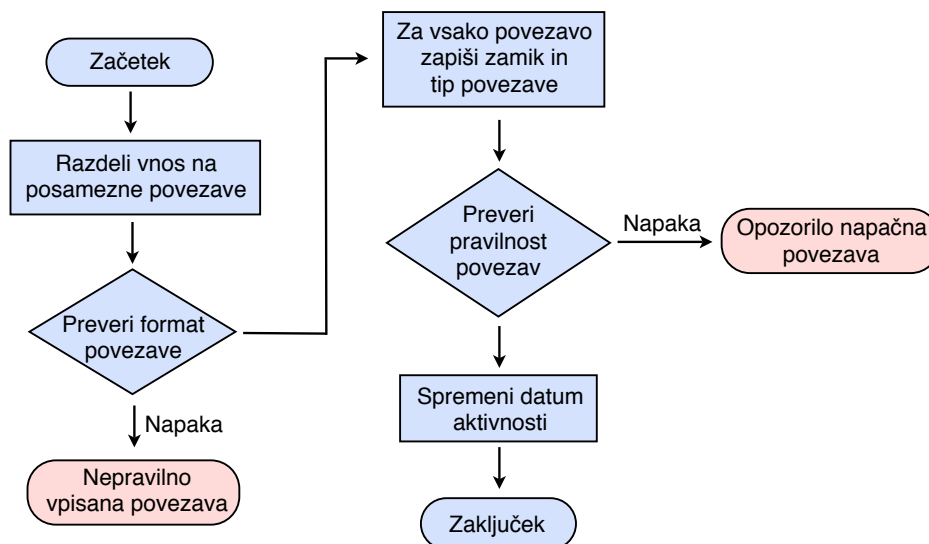 Začetek
Razdeli vnos na
posamezne povezave
Preveri format
povezave
Napaka
Nepravilno
vpisana povezava
Za vsako povezavo
zapiši zamik in
tip povezave
Preveri
pravilnost
povezav
Napaka
Opozorilo napačna
povezava
Spremeni datum
aktivnosti
Zaključek